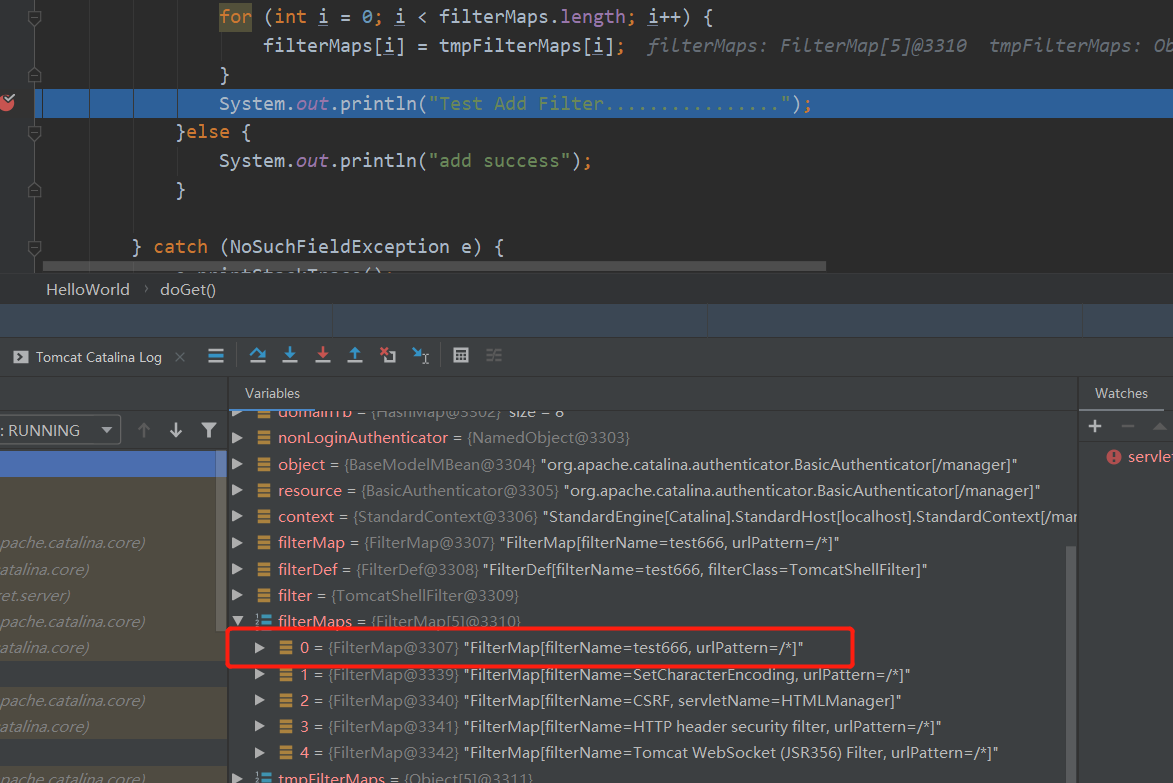 for (int i = 0; i < filterMaps.length; i++) {
filterMaps[i] = tmpFilterMaps[i]; filterMaps: FilterMap[5]@3310 tmpFilterMaps: Ob
}
System.out.println("Test Add Filter................");
}else {
System.out.println("add success");
}
} catch (NoSuchFieldException e) {
e.printStackTrace();
HelloWorld › doGet()
Tomcat Catalina Log
Variables
Watches
: RUNNING
domainTb = {HashMap@3302} size = 8
nonLoginAuthenticator = {NamedObject@3303}
object = {BaseModelMBean@3304} "org.apache.catalina.authenticator.BasicAuthenticator[/manager]"
servlet
resource = {BasicAuthenticator@3305} "org.apache.catalina.authenticator.BasicAuthenticator[/manager]"
context = {StandardContext@3306} "StandardEngine[Catalina].StandardHost[localhost].StandardContext[/mar
pache.catalina.core)
filterMap = {FilterMap@3307} "FilterMap[filterName=test666, urlPattern=/*]"
atalina.core)
filterDef = {FilterDef@3308} "FilterDef[filterName=test666, filterClass=TomcatShellFilter]"
et.server)
filter = {TomcatShellFilter@3309}
pache.catalina.core)
filterMaps = {FilterMap[5]@3310}
atalina.core)
0 = {FilterMap@3307} "FilterMap[filterName=test666, urlPattern=/*]"
1 = {FilterMap@3339} "FilterMap[filterName=SetCharacterEncoding, urlPattern=/*]"
pache.catalina.core)
2 = {FilterMap@3340} "FilterMap[filterName=CSRF, servletName=HTMLManager]"
atalina.core)
3 = {FilterMap@3341} "FilterMap[filterName=HTTP header security filter, urlPattern=/*]"
4 = {FilterMap@3342} "FilterMap[filterName=Tomcat WebSocket (JSR356) Filter, urlPattern=/*]"
pache.catalina.core)
tmpFilterMaps = {Object[5]@3311}